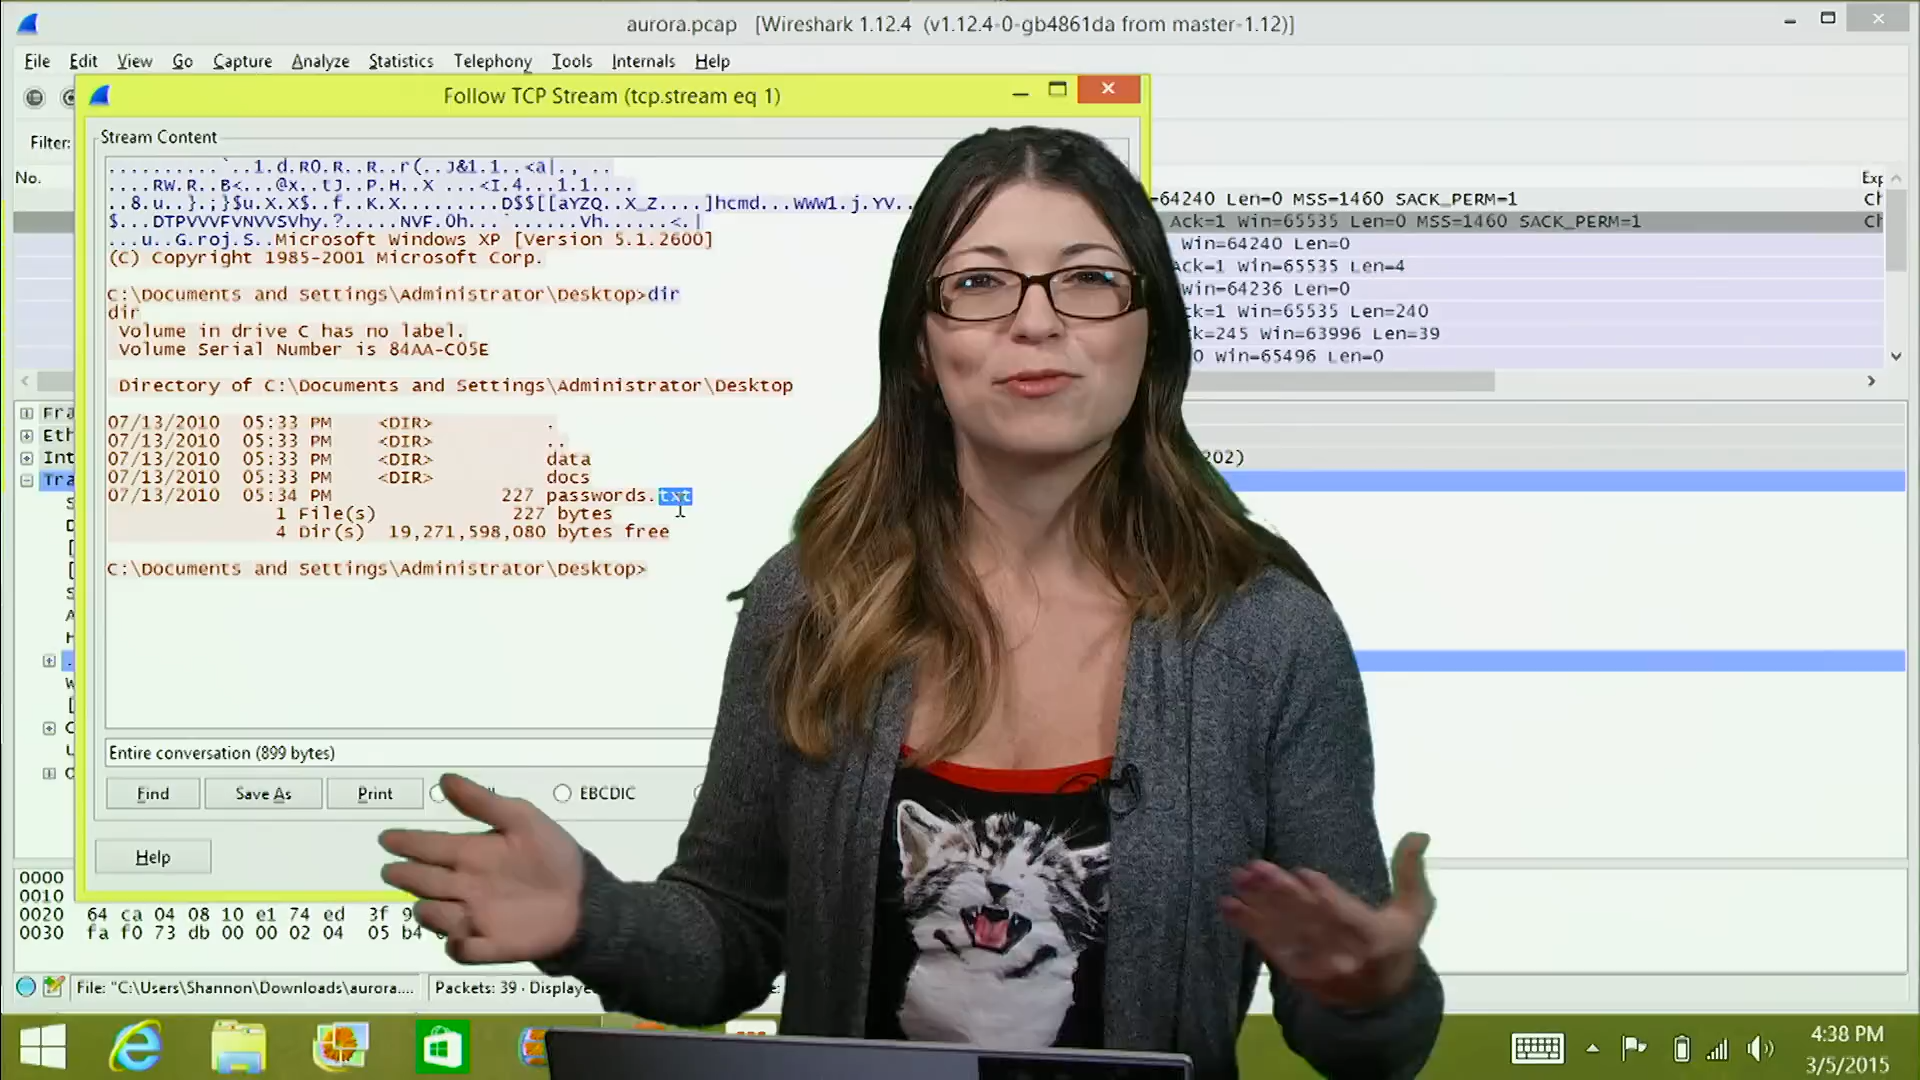 aurora.pcap [Wireshark 1.12.4 (v1.12.4-0-gb4861da from master-1.12)]
File Edit View Go Capture Analyze Statistics Telephony Tools Internals Help
Follow TCP Stream (tcp.stream eq 1)
Filter:
Stream Content
No.
Microsoft Windows XP [Version 5.1.2600]
(C) Copyright 1985-2001 Microsoft Corp.
C:\Documents and Settings\Administrator\Desktop>dir
dir
Volume in drive C has no label.
Volume Serial Number is 84AA-C05E
Directory of C:\Documents and Settings\Administrator\Desktop
07/13/2010 05:33 PM <DIR> .
07/13/2010 05:33 PM <DIR> ..
07/13/2010 05:33 PM <DIR> data
07/13/2010 05:33 PM <DIR> docs
07/13/2010 05:34 PM 227 passwords.txt
1 File(s) 227 bytes
4 Dir(s) 19,271,598,080 bytes free
C:\Documents and Settings\Administrator\Desktop>
Entire conversation (899 bytes)
Find Save As Print EBCDIC
Help
=64240 Len=0 MSS=1460 SACK_PERM=1
Ack=1 Win=65535 Len=0 MSS=1460 SACK_PERM=1
Win=64240 Len=0
Ack=1 Win=65535 Len=4
Win=64236 Len=0
Win=65535 Len=240
Win=63996 Len=39
Win=65496 Len=0
202)
0000
0010
0020 64 ca 04 08 10 e1 74 ed 3f
0030 fa f0 73 db 00 00 02 04 05 b4
File: "C:\Users\Shannon\Downloads\aurora.... Packets: 39 · Displaye
4:38 PM
3/5/2015